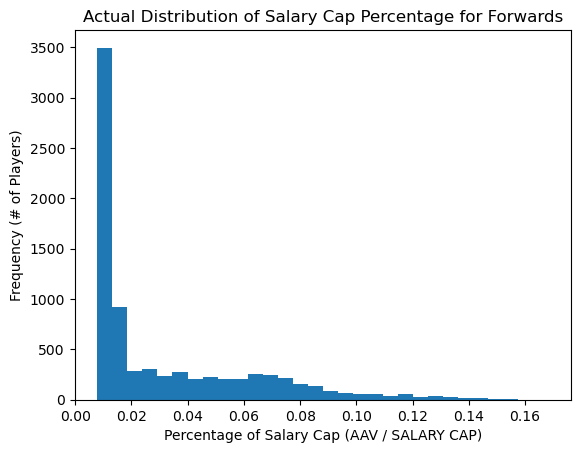 Actual Distribution of Salary Cap Percentage for Forwards
3500
3000
2500
2000
1500
1000
500
0
Frequency (# of Players)
0.00 0.02 0.04 0.06 0.08 0.10 0.12 0.14 0.16
Percentage of Salary Cap (AAV / SALARY CAP)